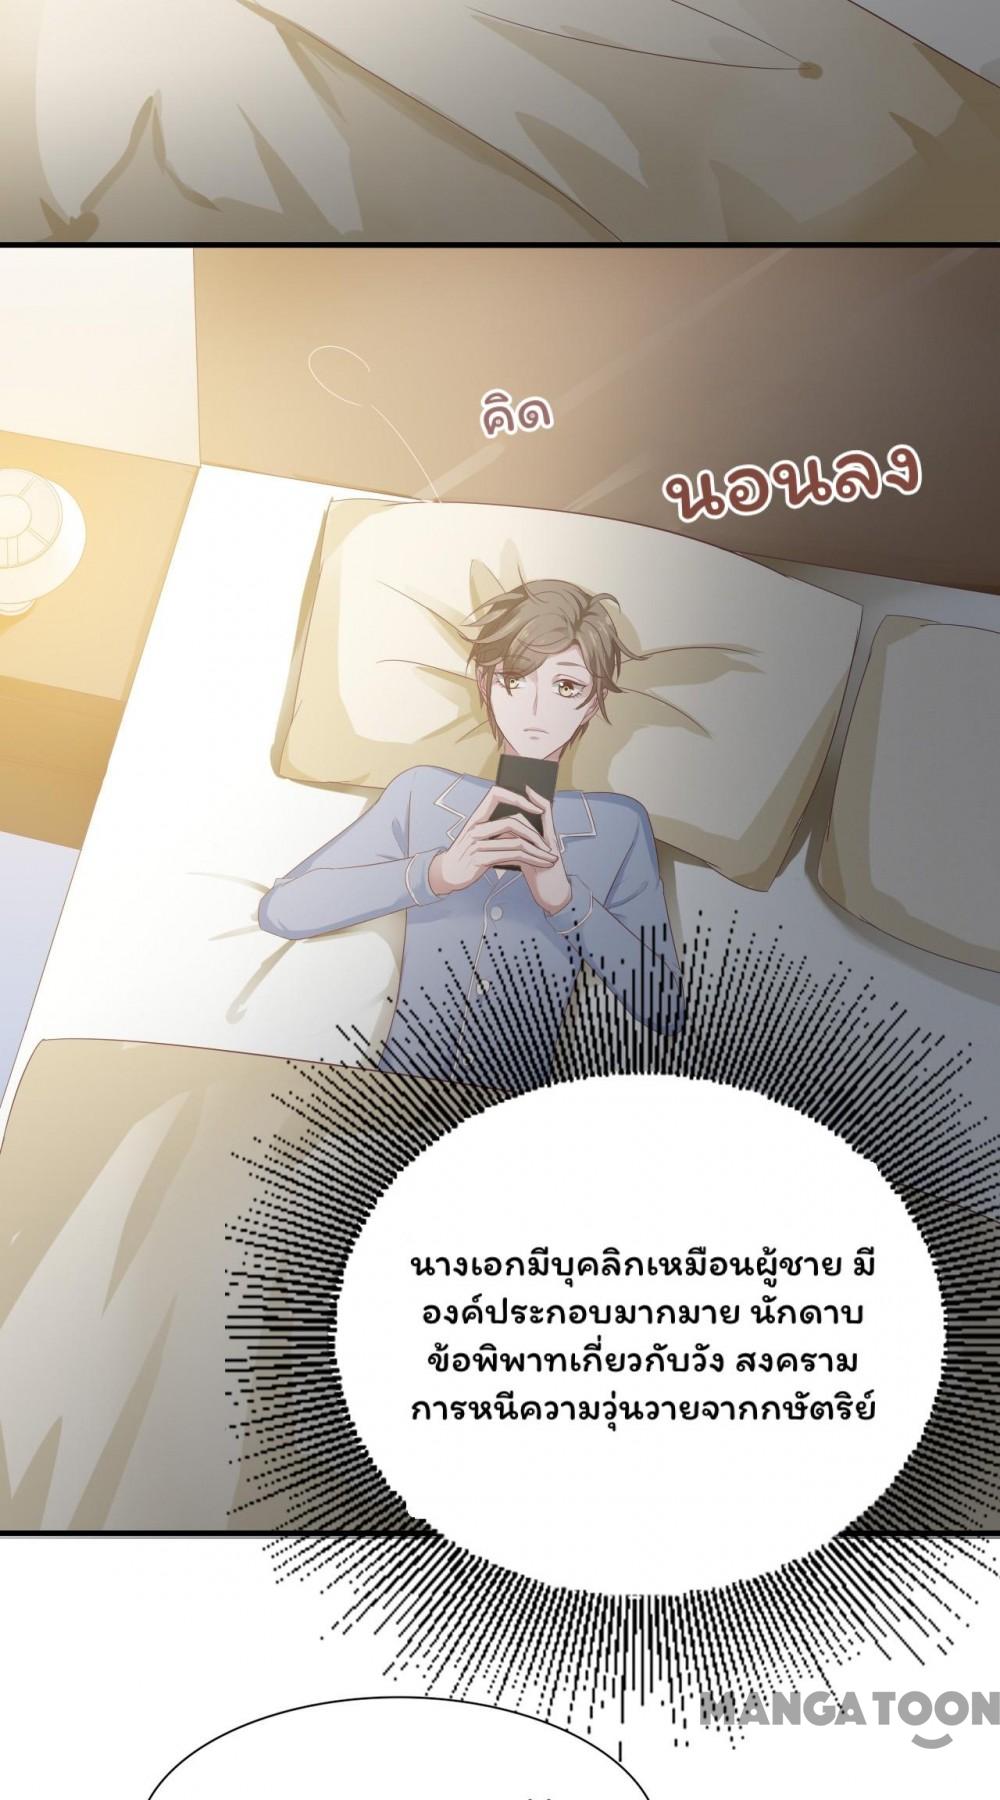 คิด
นอนลง
นางเอกมีบุคลิกเหมือนผู้ชาย มี
องค์ประกอบมากมาย นักดาบ
ข้อพิพาทเกี่ยวกับวัง สงคราม
การหนีความวุ่นวายจากกษัตริย์
MANGATOON